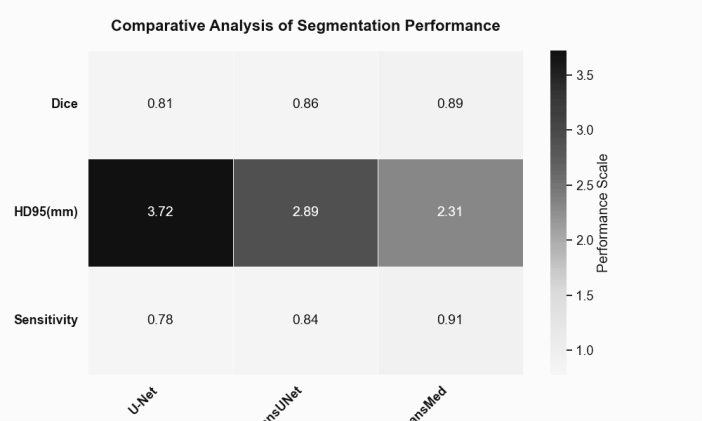 Comparative Analysis of Segmentation Performance
Dice
0.81
0.86
0.89
HD95(mm)
3.72
2.89
2.31
Sensitivity
0.78
0.84
0.91
U-Net
nsUNet
ansMed
3.5
3.0
2.5
2.0
1.5
1.0
Performance Scale